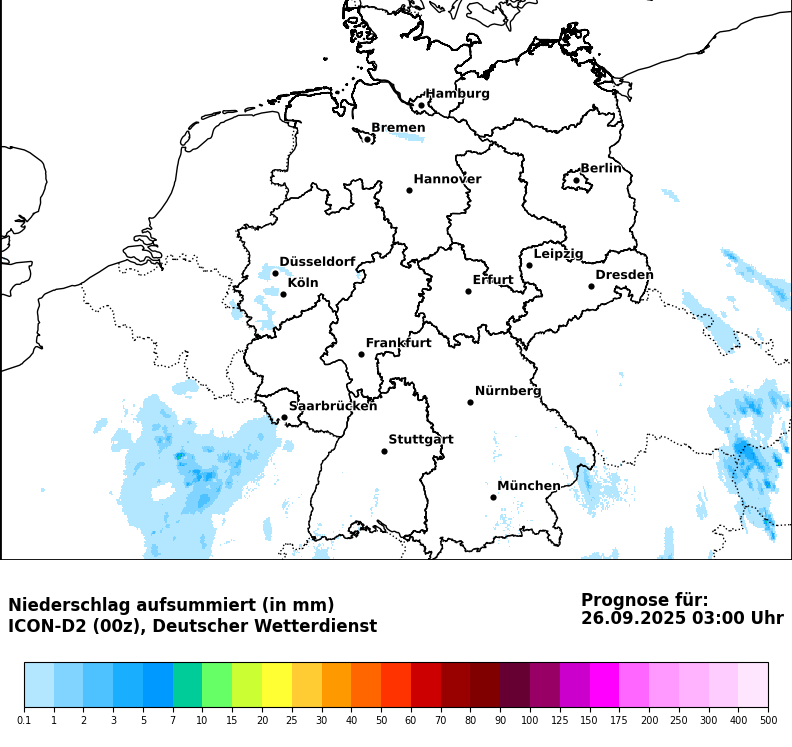 Hamburg
Bremen
Berlin
Hannover
Leipzig
Düsseldorf
Dresden
Köln
Erfurt
Frankfurt
Nürnberg
Saarbrücken
Stuttgart
München
Niederschlag aufsummiert (in mm)
ICON-D2 (00z), Deutscher Wetterdienst
Prognose für:
26.09.2025 03:00 Uhr
0.1 1 2 3 5 7 10 15 20 25 30 40 50 60 70 80 90 100 125 150 175 200 250 300 400 500